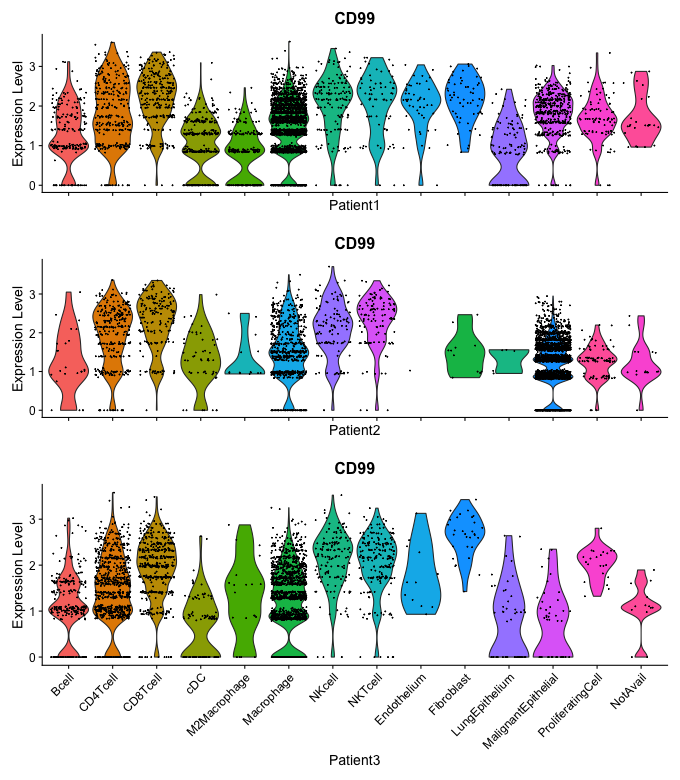 CD99
Expression Level
3
2
1
0
Patient1
CD99
Expression Level
3
2
1
0
Patient2
CD99
Expression Level
3
2
1
0
Bcell
CD4Tcell
CD8Tcell
cDC
M2Macrophage
Macrophage
NKcell
NKTcell
Endothelium
Fibroblast
LungEpithelium
MalignantEpithelial
ProliferatingCell
NotAvail
Patient3